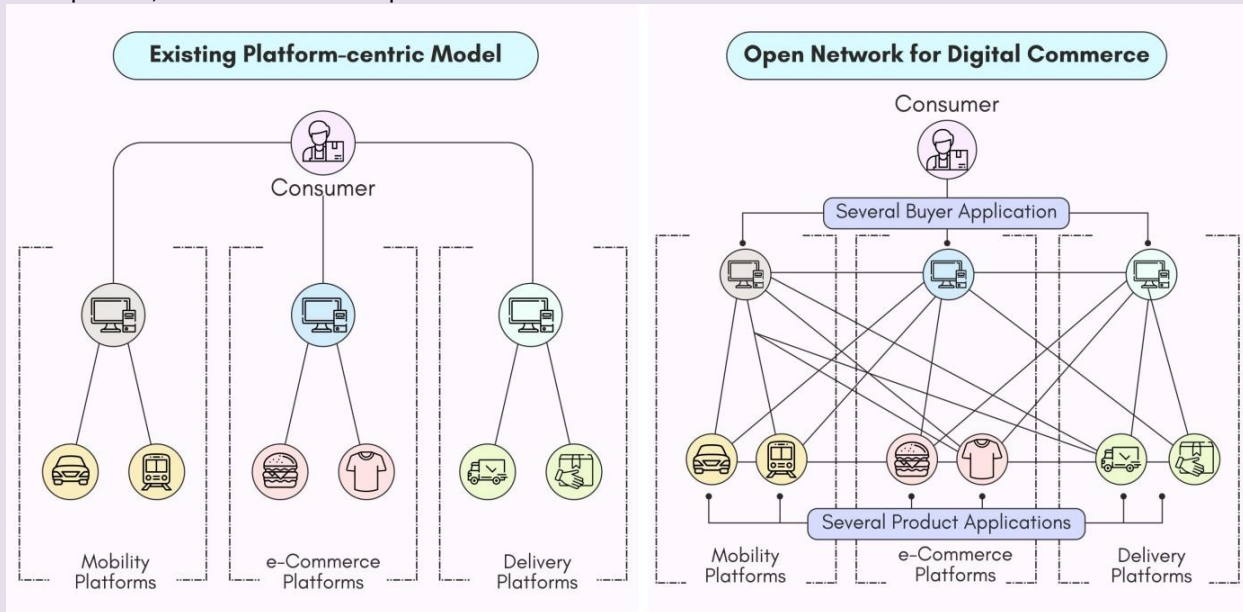 Existing Platform-centric Model
Consumer
Mobility
Platforms
e-Commerce
Platforms
Delivery
Platforms
Open Network for Digital Commerce
Consumer
Several Buyer Application
Several Product Applications
Mobility
Platforms
e-Commerce
Platforms
Delivery
Platforms